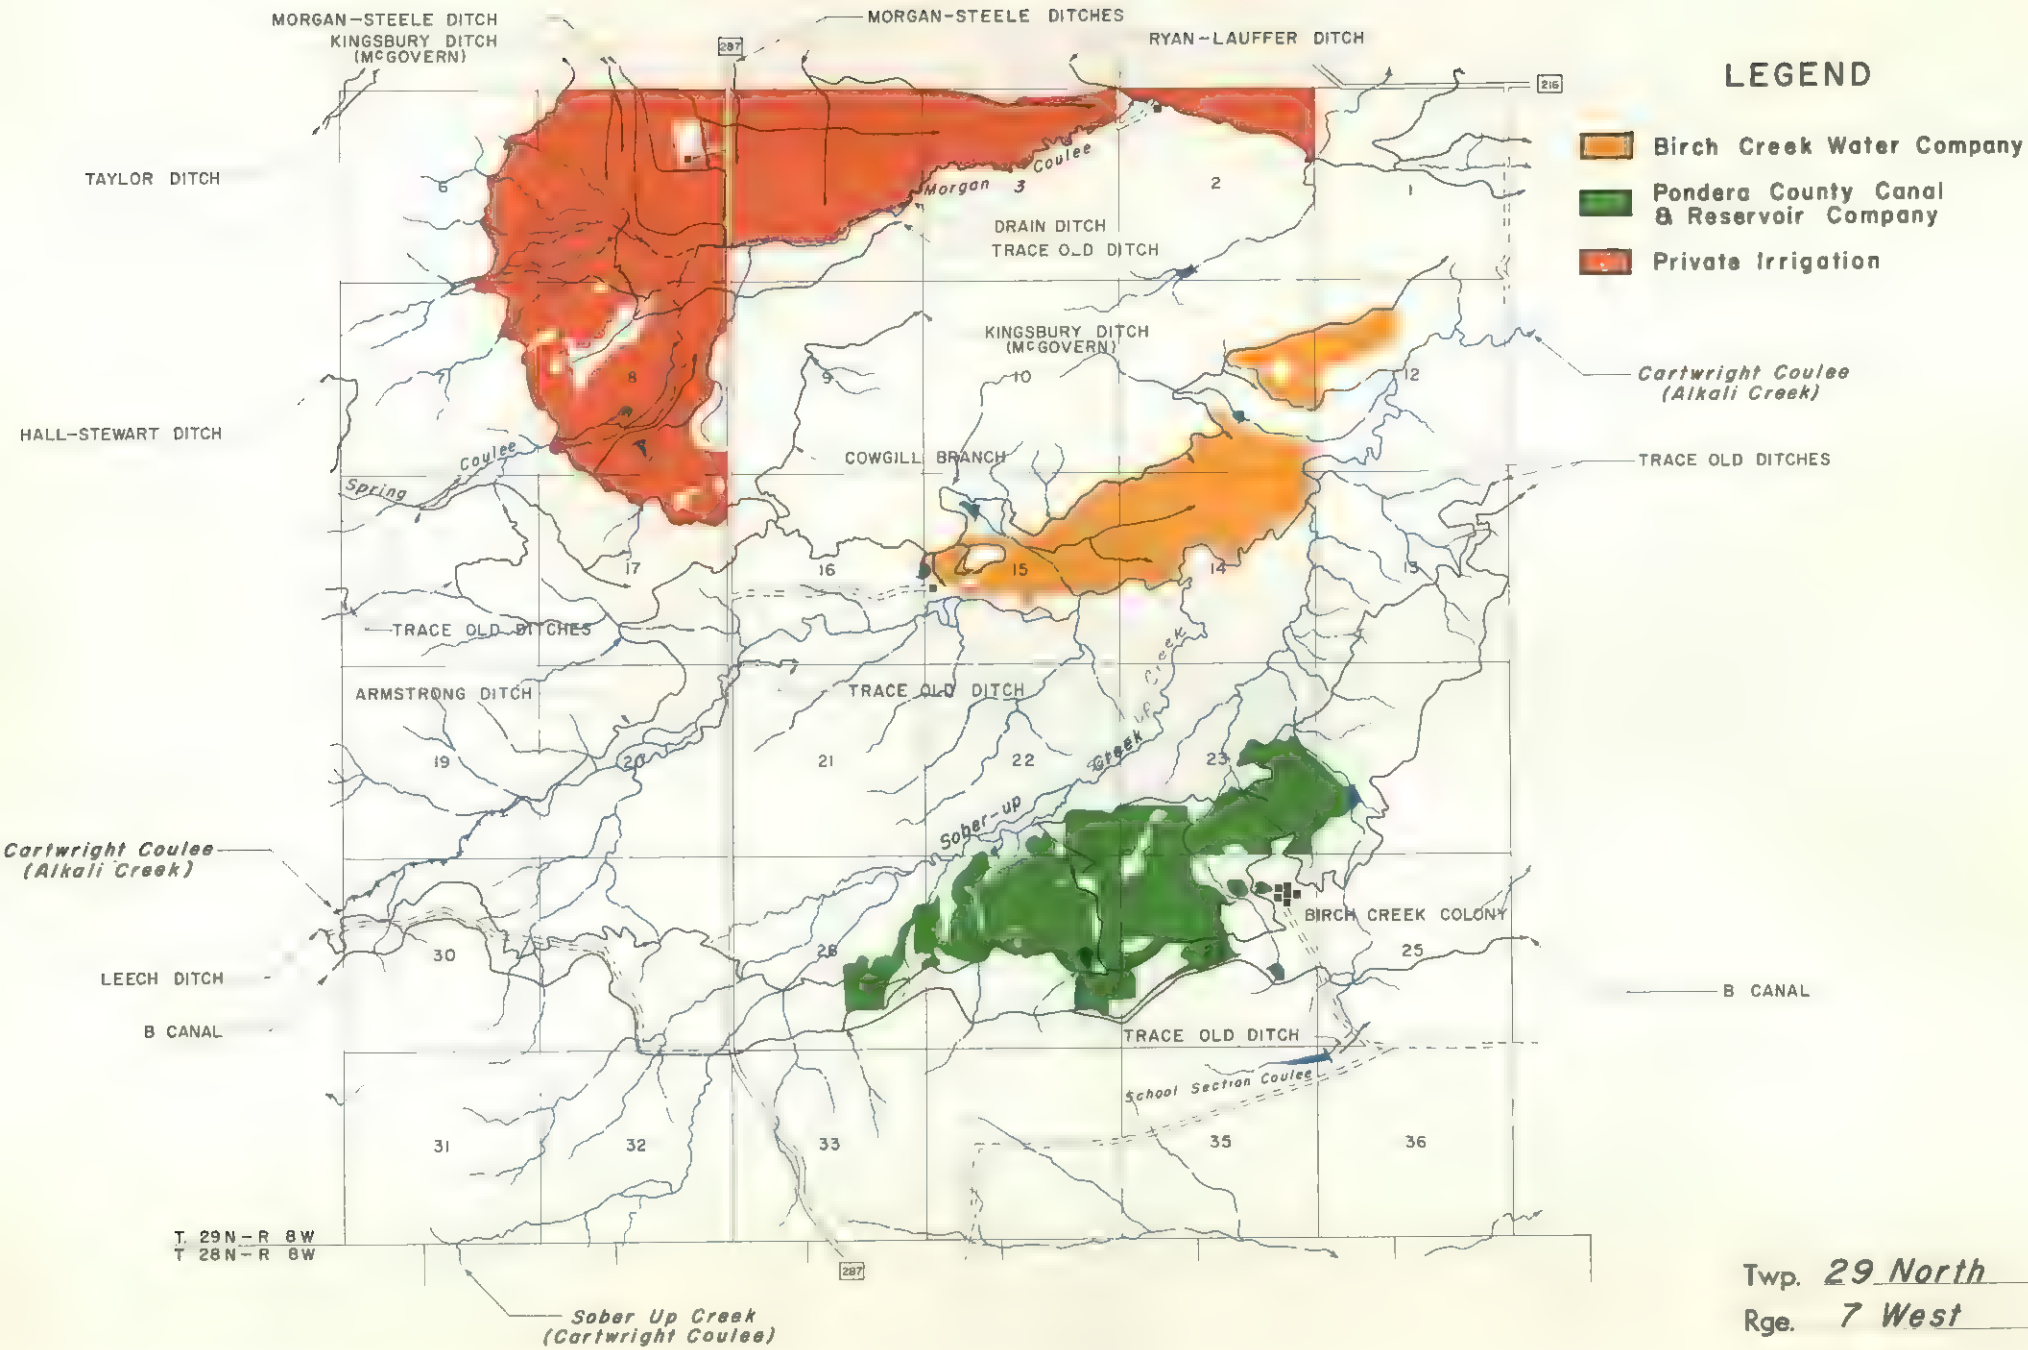 MORGAN-STEELE DITCH
KINGSBURY DITCH
(McGOVERN)
287
MORGAN-STEELE DITCHES
RYAN-LAUFFER DITCH
216
LEGEND
Birch Creek Water Company
Pondera County Canal
& Reservoir Company
Private Irrigation
TAYLOR DITCH
6
Morgan
3
Coulee
2
1
DRAIN DITCH
TRACE OLD DITCH
KINGSBURY DITCH
(McGOVERN)
7
8
9
10
12
Cartwright Coulee
(Alkali Creek)
HALL-STEWART DITCH
Spring Coulee
COWGILL BRANCH
TRACE OLD DITCHES
17
16
15
14
13
TRACE OLD DITCHES
ARMSTRONG DITCH
TRACE OLD DITCH
Creek
19
20
21
22
23
Sober-up Creek
Cartwright Coulee
(Alkali Creek)
BIRCH CREEK COLONY
30
28
25
LEECH DITCH
B CANAL
B CANAL
TRACE OLD DITCH
School Section Coulee
31
32
33
35
36
T. 29N-R 8W
T 28N-R 8W
287
Sober Up Creek
(Cartwright Coulee)
Twp. 29 North
Rge. 7 West